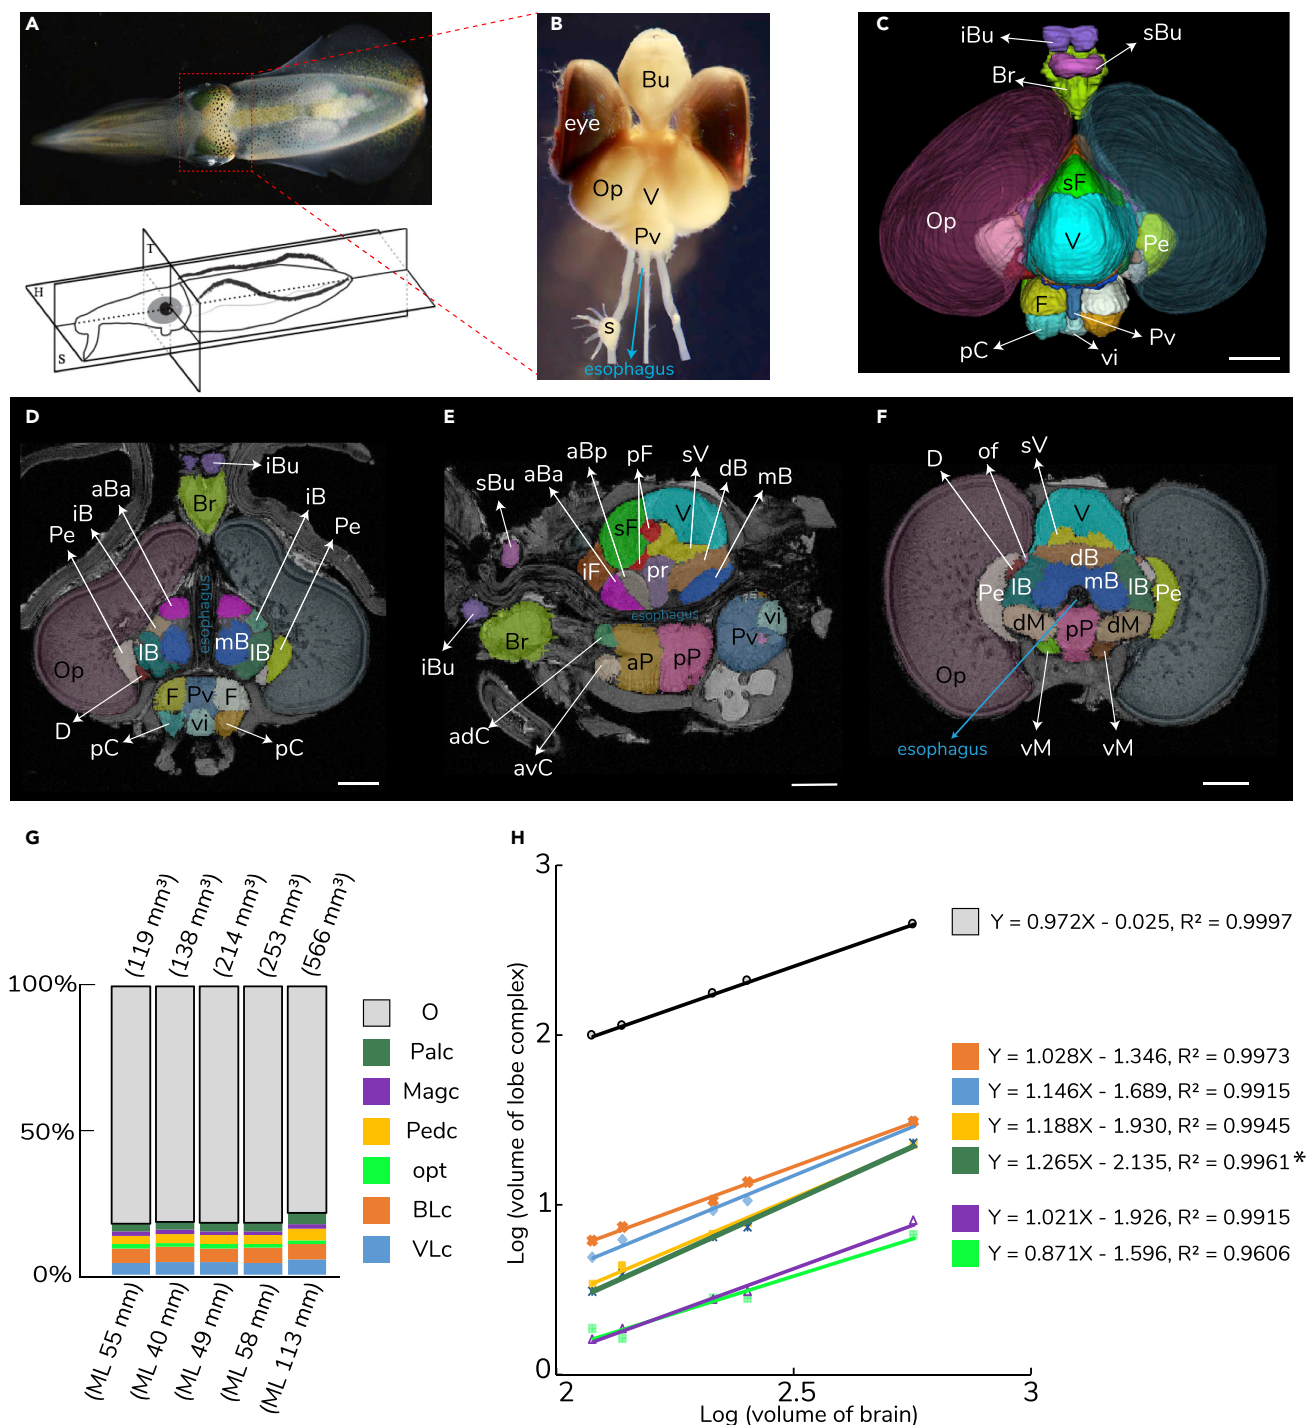 A
T
H
S
B
Bu
eye
Op
V
Pv
s
esophagus
C
iBu
sBu
Br
sF
Op
V
Pe
F
pC
vi
Pv
D
iBu
aBa
Br
iB
iB
Pe
Pe
esophagus
lB
mB
lB
Op
F
Pv
F
D
vi
pC
pC
E
aBp
pF
sV
sBu
aBa
dB
mB
sF
V
iF
pr
esophagus
vi
Br
Pv
iBu
aP
pP
adC
avC
F
D
of
sV
V
dB
Pe
lB
mB
lB
Pe
dM
pP
dM
Op
esophagus
vM
vM
G
(119 mm³)
(138 mm³)
(214 mm³)
(253 mm³)
(566 mm³)
100%
50%
0%
(ML 55 mm)
(ML 40 mm)
(ML 49 mm)
(ML 58 mm)
(ML 113 mm)
O
Palc
Magc
Pedc
opt
BLc
VLc
H
3
2
1
0
Log (volume of lobe complex)
2
2.5
3
Log (volume of brain)
Y = 0.972X - 0.025, R² = 0.9997
Y = 1.028X - 1.346, R² = 0.9973
Y = 1.146X - 1.689, R² = 0.9915
Y = 1.188X - 1.930, R² = 0.9945
Y = 1.265X - 2.135, R² = 0.9961*
Y = 1.021X - 1.926, R² = 0.9915
Y = 0.871X - 1.596, R² = 0.9606